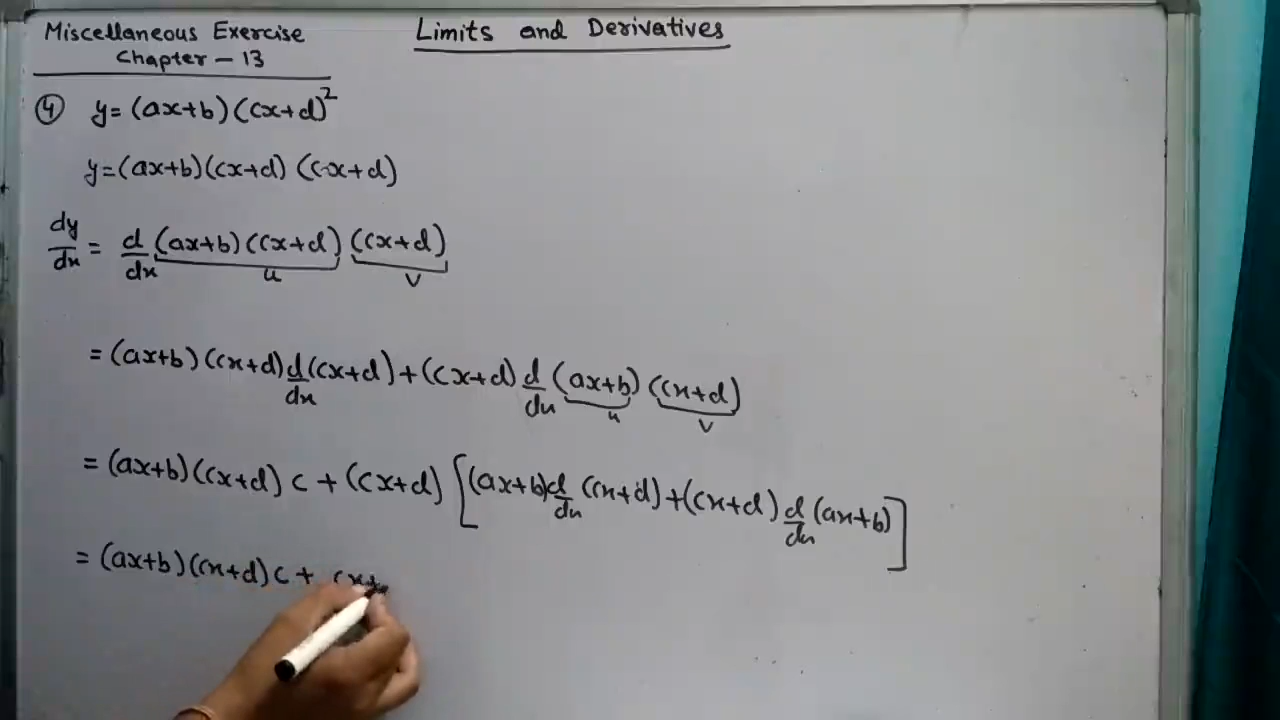 Miscellaneous Exercise
Chapter - 13
Limits and Derivatives
④ y = (ax+b)(cx+d)²
y = (ax+b)(cx+d)(cx+d)
dy/dx = d/dx (ax+b)(cx+d) (cx+d)
u v
= (ax+b)(cx+d) d/dx (cx+d) + (cx+d) d/dx (ax+b)(cx+d)
u v
= (ax+b)(cx+d) c + (cx+d) [(ax+b) d/dx (cx+d) + (cx+d) d/dx (ax+b)]
= (ax+b)(cx+d) c + (cx+